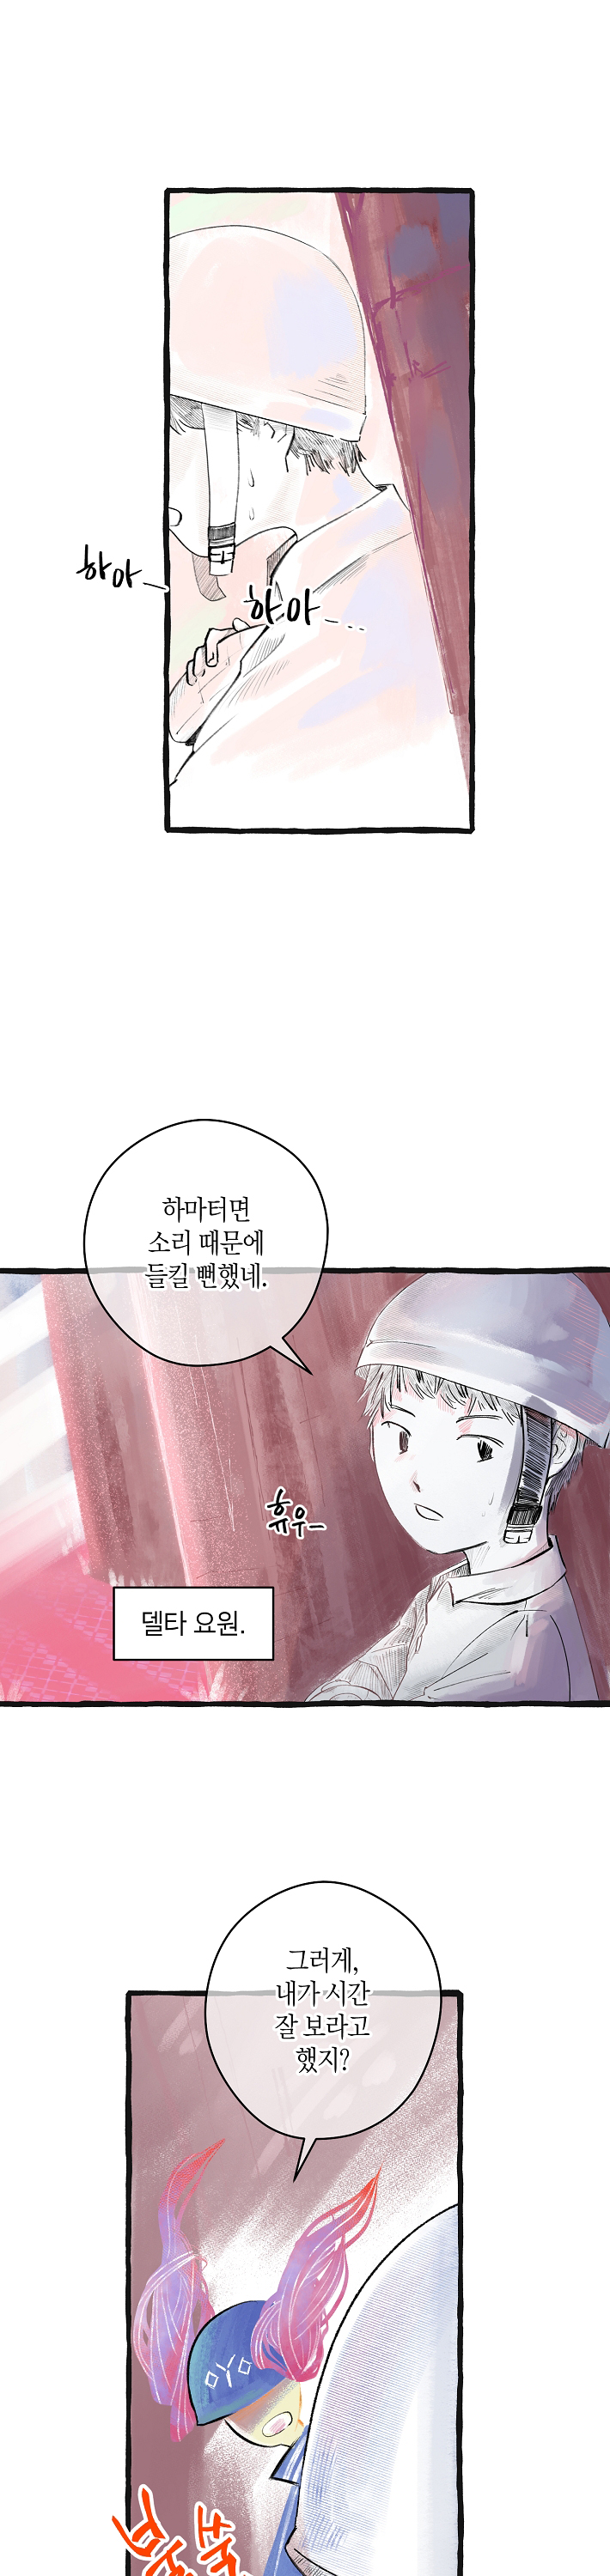 하아
하아
하마터면
소리 때문에
들킬 뻔했네.
휴우
델타 요원.
그러게,
내가 시간
잘 보라고
했지?